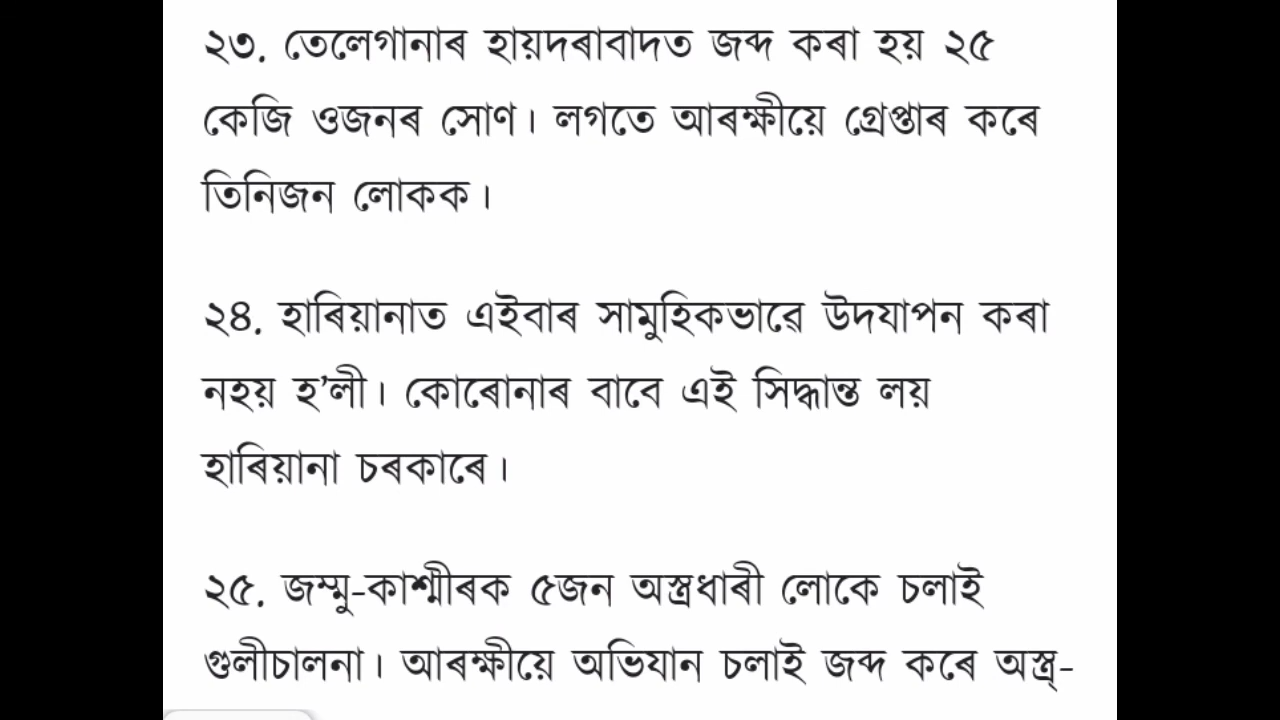 ২৩. তেলেগানাৰ হায়দৰাবাদত জব্দ কৰা হয় ২৫
কেজি ওজনৰ সোণ। লগতে আৰক্ষীয়ে গ্ৰেপ্তাৰ কৰে
তিনিজন লোকক।
২৪. হাৰিয়ানাত এইবাৰ সামুহিকভাৱে উদযাপন কৰা
নহয় হ’লী। কোৰোনাৰ বাবে এই সিদ্ধান্ত লয়
হাৰিয়ানা চৰকাৰে।
২৫. জম্মু-কাশ্মীৰক ৫জন অস্ত্ৰধাৰী লোকে চলাই
গুলীচালনা। আৰক্ষীয়ে অভিযান চলাই জব্দ কৰে অস্ত্ৰ-